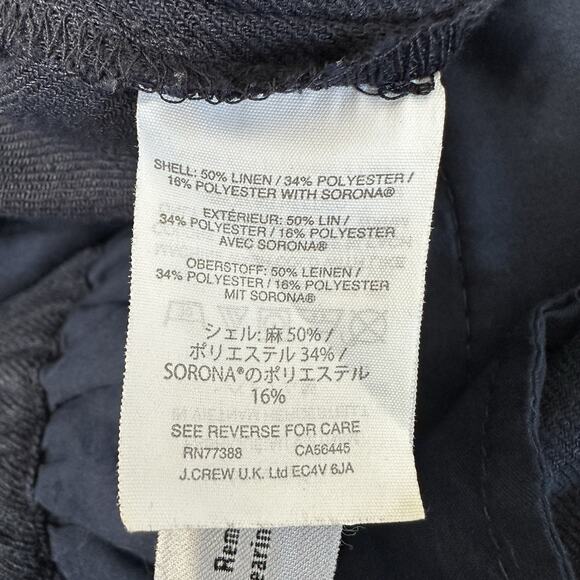 SHELL: 50% LINEN / 34% POLYESTER /
16% POLYESTER WITH SORONA®
EXTÉRIEUR: 50% LIN /
34% POLYESTER / 16% POLYESTER
AVEC SORONA®
OBERSTOFF: 50% LEINEN /
34% POLYESTER / 16% POLYESTER
MIT SORONA®
シェル: 麻 50% /
ポリエステル 34% /
SORONA®のポリエステル
16%
SEE REVERSE FOR CARE
RN77388 CA56445
J.CREW U.K. Ltd EC4V 6JA